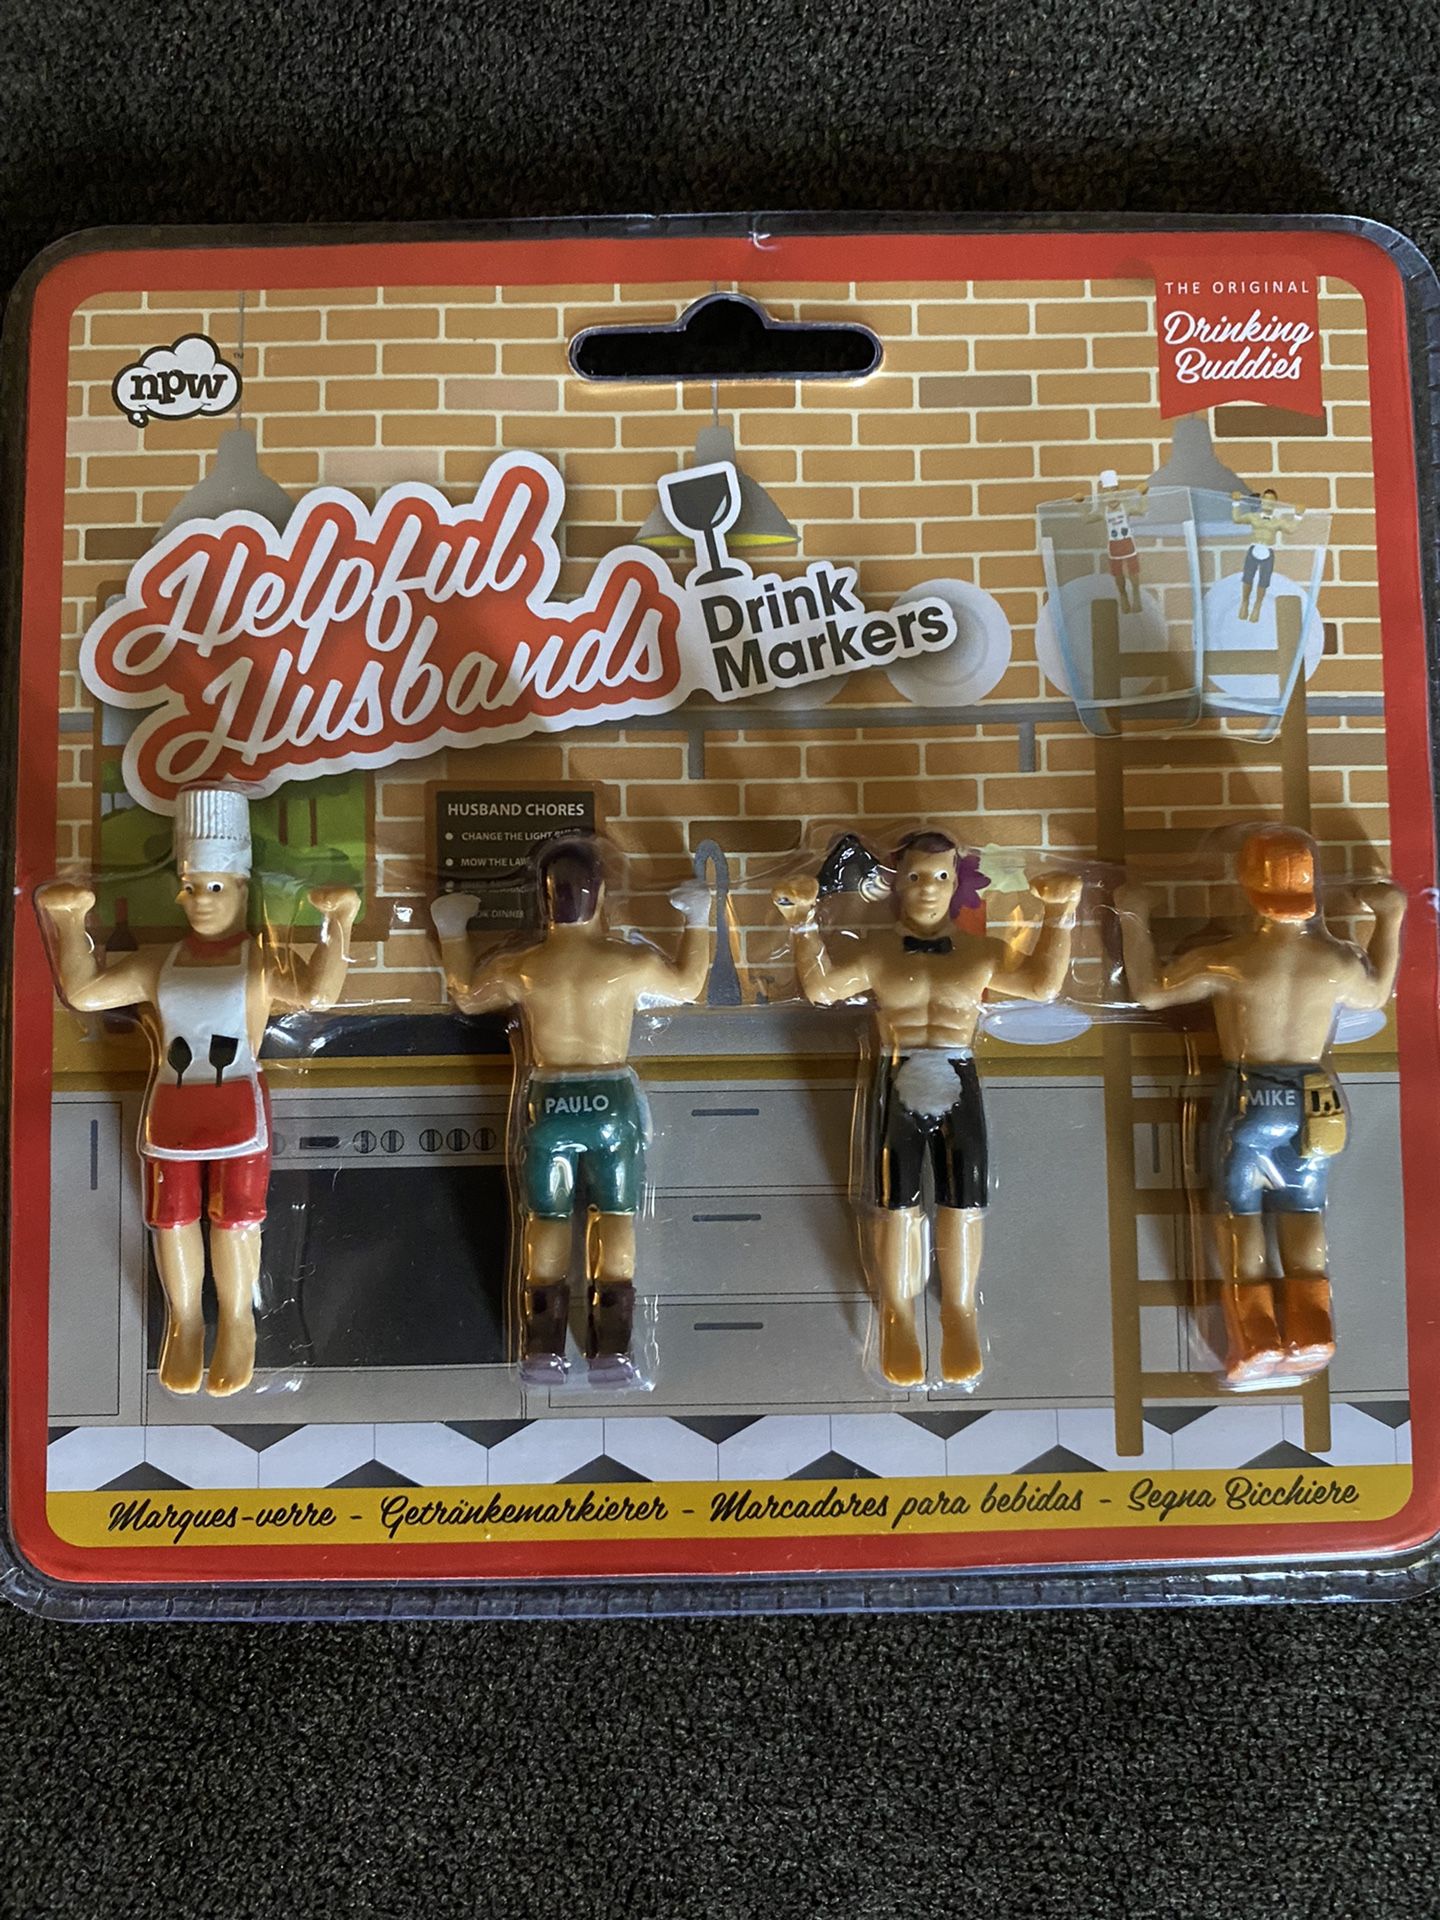 THE ORIGINAL
Drinking
Buddies
npw
Helpful
Husbands
Drink
Markers
HUSBAND CHORES
CHANGE THE LIGHT
MOW THE
DINNER
PAULO
MIKE
Marques-verre - Getränkemarkierer - Marcadores para bebidas - Segna Bicchiere